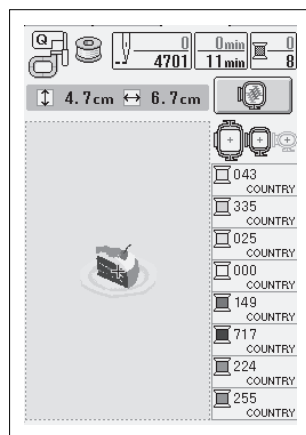 Q
0 0min 0
4701 11min 8
4.7cm 6.7cm
043
COUNTRY
335
COUNTRY
025
COUNTRY
000
COUNTRY
149
COUNTRY
717
COUNTRY
224
COUNTRY
255
COUNTRY